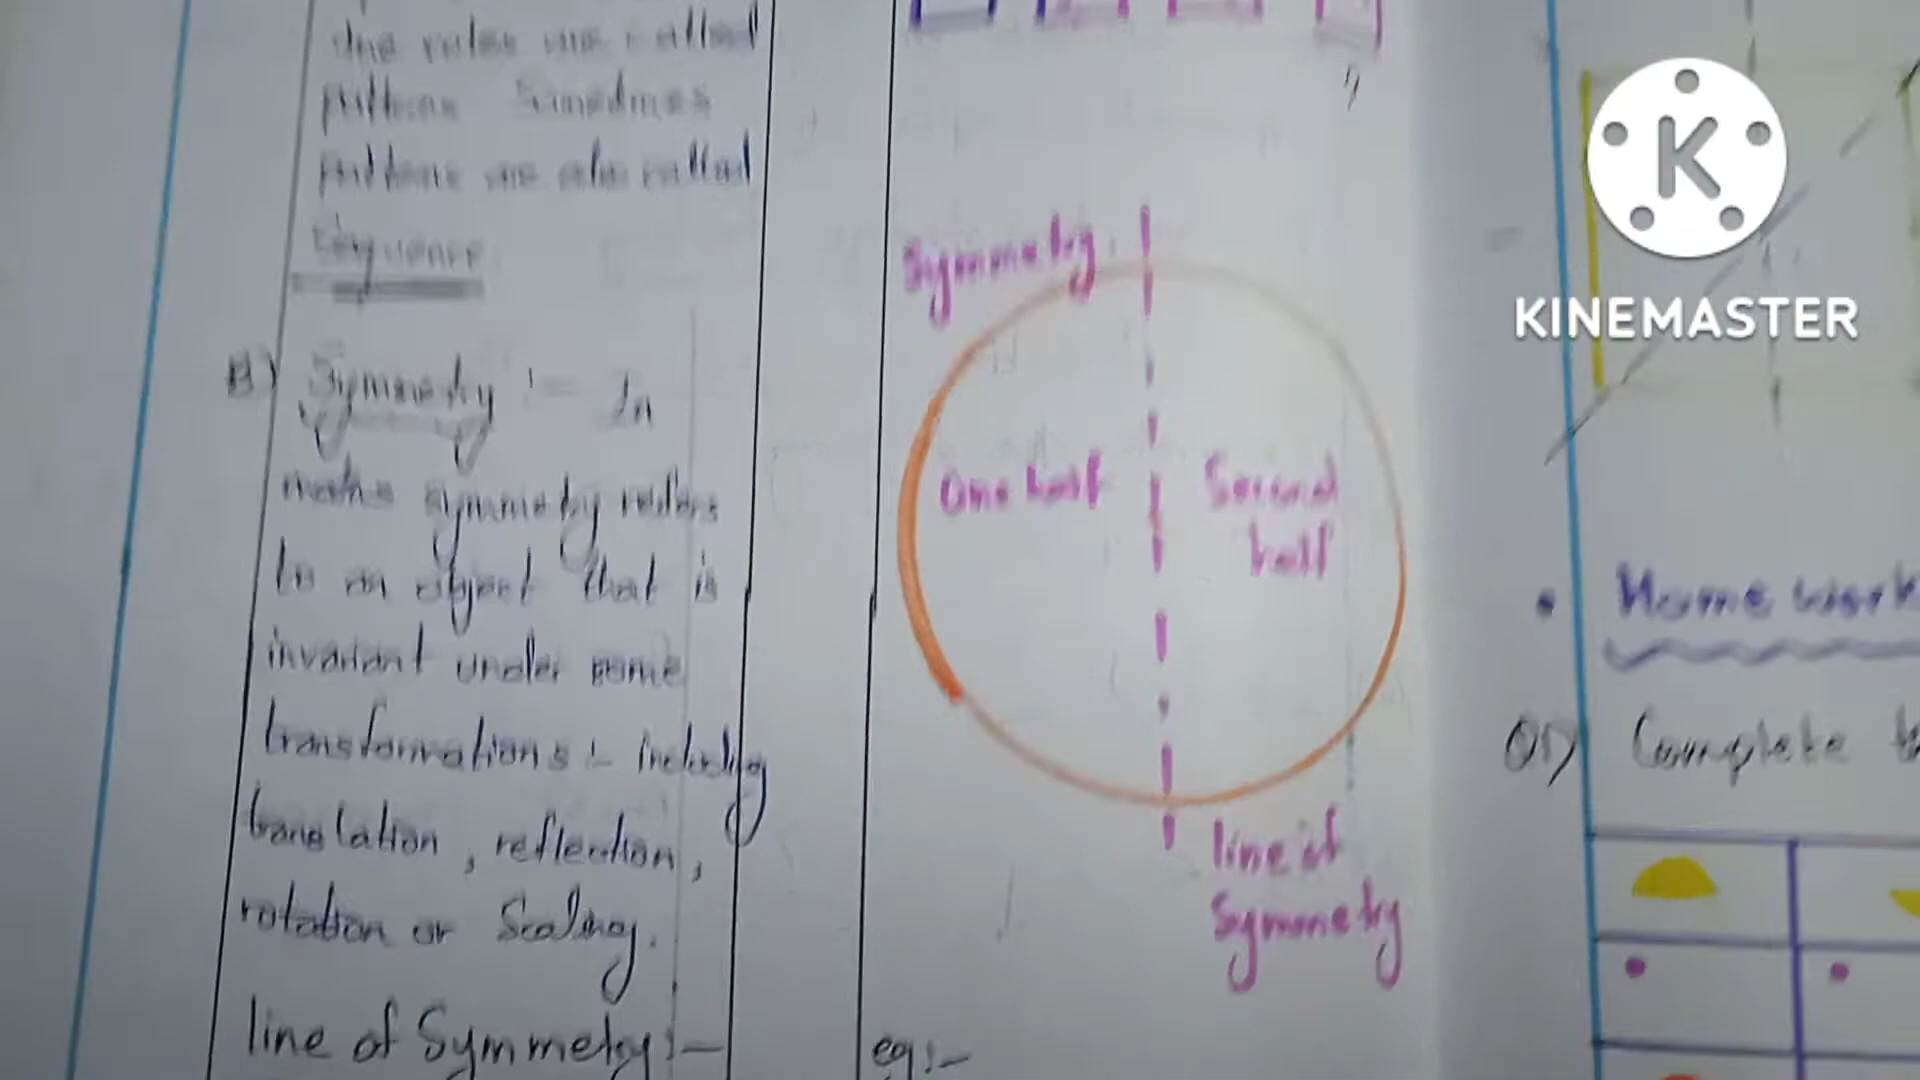 the rules are called
pattens Sometimes
pattens are also called
Sequence
B) Symmetry :- In
maths symmetry refers
to an object that is
invariant under some
transformations :- including
translation, reflection,
rotation or Scaling.
line of Symmetry :-
Symmetry.
One half
Second
half
line of
Symmetry
eg:-
K
KINEMASTER
• Home work
Q1) Complete